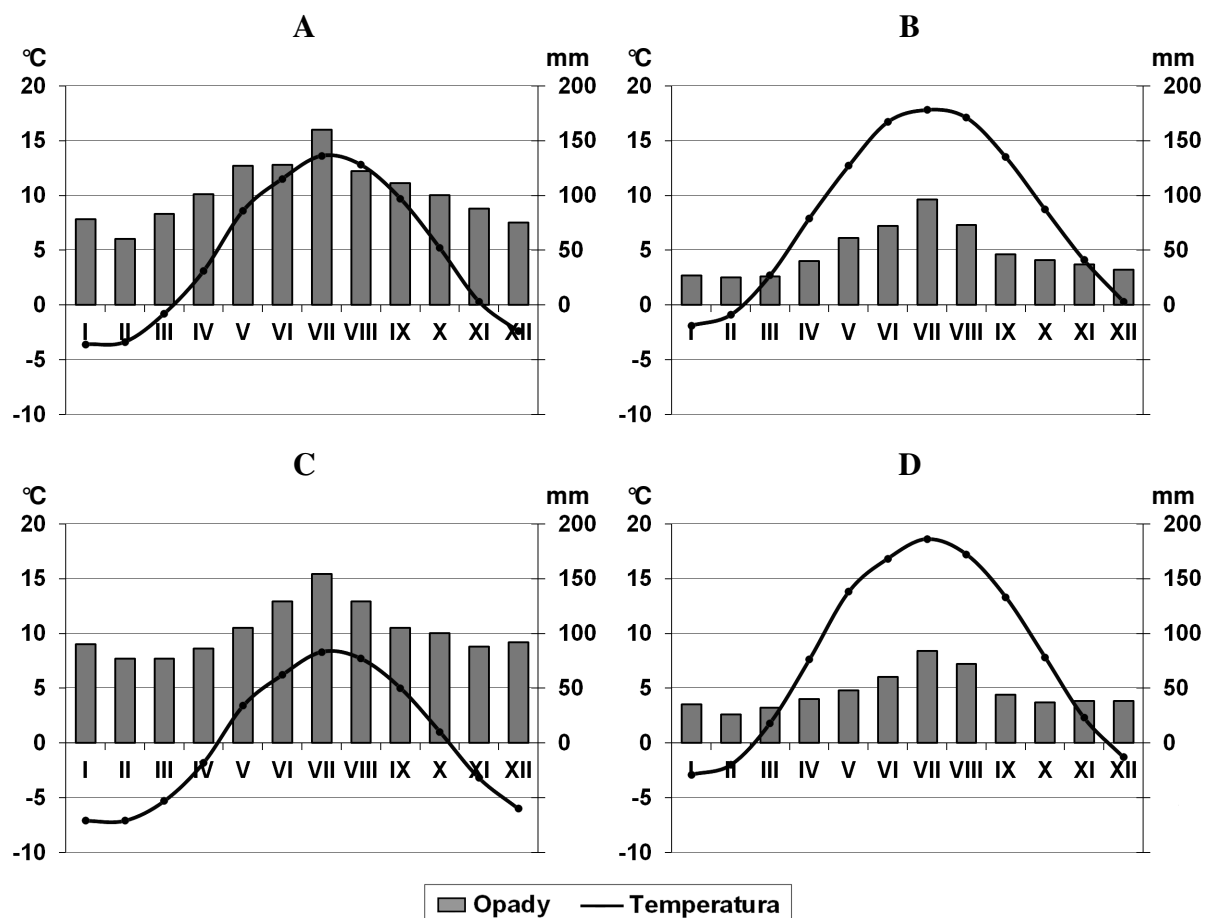 A B
°C mm °C mm
20 200 20 200
15 150 15 150
10 100 10 100
5 50 5 50
0 0 0 0
I II III IV V VI VII VIII IX X XI XII I II III IV V VI VII VIII IX X XI XII
-5 -5
-10 -10
C D
°C mm °C mm
20 200 20 200
15 150 15 150
10 100 10 100
5 50 5 50
0 0 0 0
I II III IV V VI VII VIII IX X XI XII I II III IV V VI VII VIII IX X XI XII
-5 -5
-10 -10
Opady Temperatura